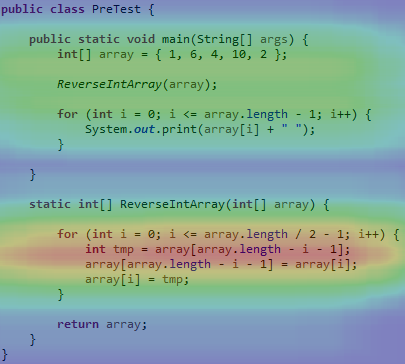 public class PreTest {
public static void main(String[] args) {
int[] array = { 1, 6, 4, 10, 2 };
ReverseIntArray(array);
for (int i = 0; i <= array.length - 1; i++) {
System.out.print(array[i] + " ");
}
}
static int[] ReverseIntArray(int[] array) {
for (int i = 0; i <= array.length / 2 - 1; i++) {
int tmp = array[array.length - i - 1];
array[array.length - i - 1] = array[i];
array[i] = tmp;
}
return array;
}
}